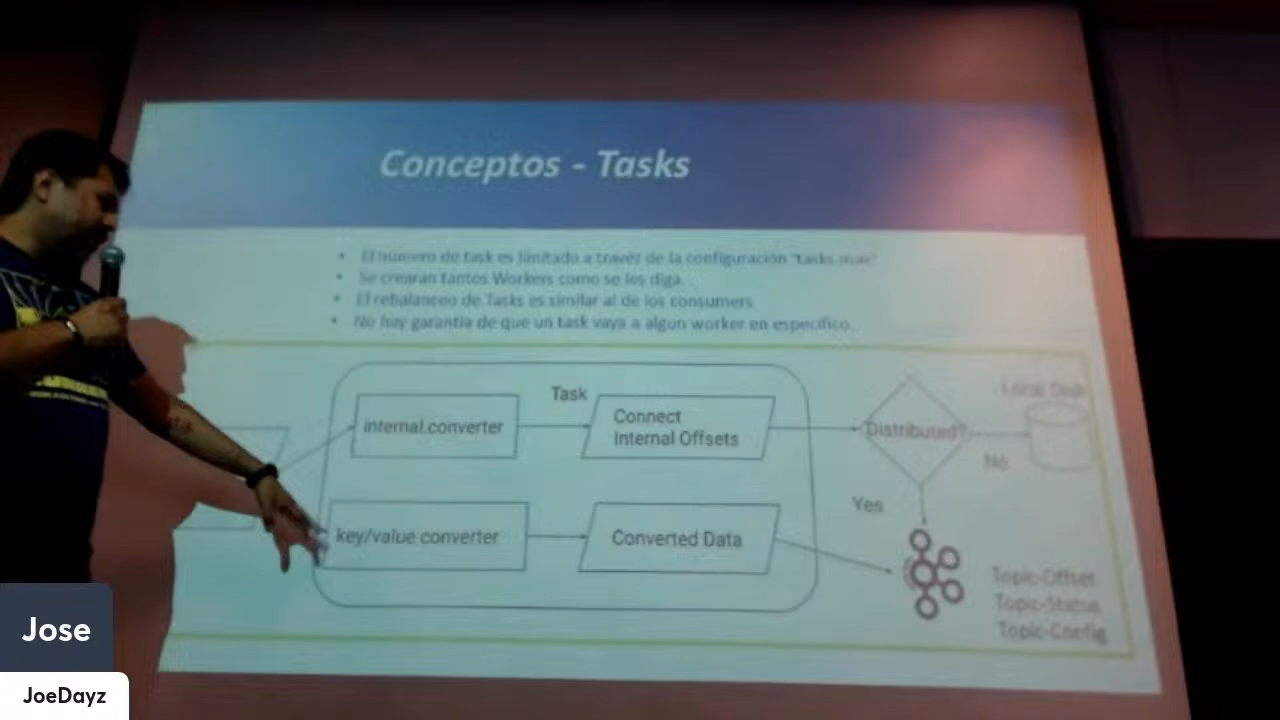 Conceptos - Tasks
• El número de task es limitado a travér de la configuración "tasks.max"
• Se crearan tantos Workers como se les diga.
• El rebalanceo de Tasks es similar al de los consumers
• No hay garantia de que un task vaya a algun worker en especifico.
Task
internal.converter
Connect
Internal Offsets
Distributed?
Local Disk
No
Yes
key/value converter
Converted Data
Topic-Offset
Topic-Status
Topic-Config
Jose
JoeDayz